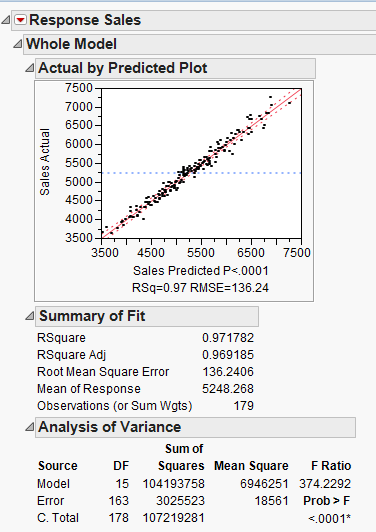 Response Sales
Whole Model
Actual by Predicted Plot
7500
7000
6500
6000
5500
5000
4500
4000
3500
Sales Actual
3500 4500 5500 6500 7500
Sales Predicted P<.0001
RSq=0.97 RMSE=136.24
Summary of Fit
RSquare 0.971782
RSquare Adj 0.969185
Root Mean Square Error 136.2406
Mean of Response 5248.268
Observations (or Sum Wgts) 179
Analysis of Variance
Sum of
Source DF Squares Mean Square F Ratio
Model 15 104193758 6946251 374.2292
Error 163 3025523 18561 Prob > F
C. Total 178 107219281 <.0001*